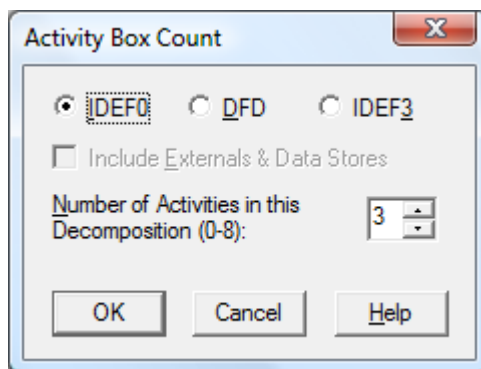 Activity Box Count
IDEF0 DFD IDEF3
Include Externals & Data Stores
Number of Activities in this
Decomposition (0-8):
3
OK Cancel Help